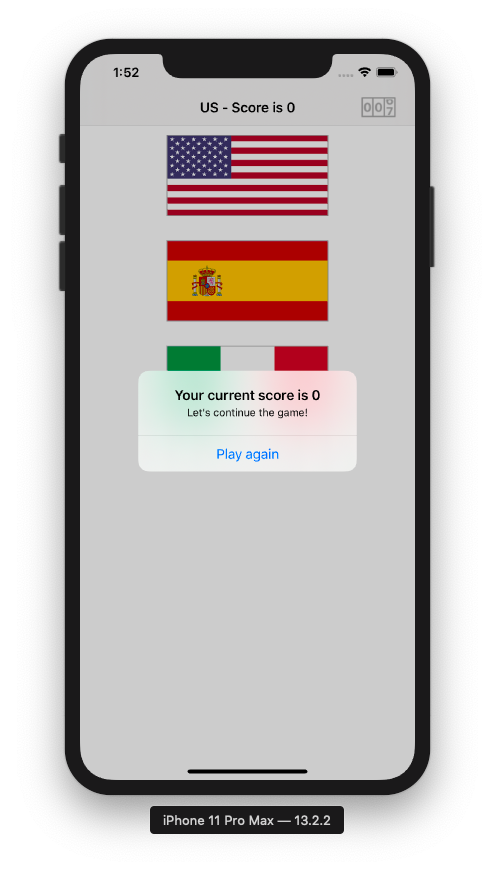 1:52
US - Score is 0
007
Your current score is 0
Let's continue the game!
Play again
iPhone 11 Pro Max — 13.2.2